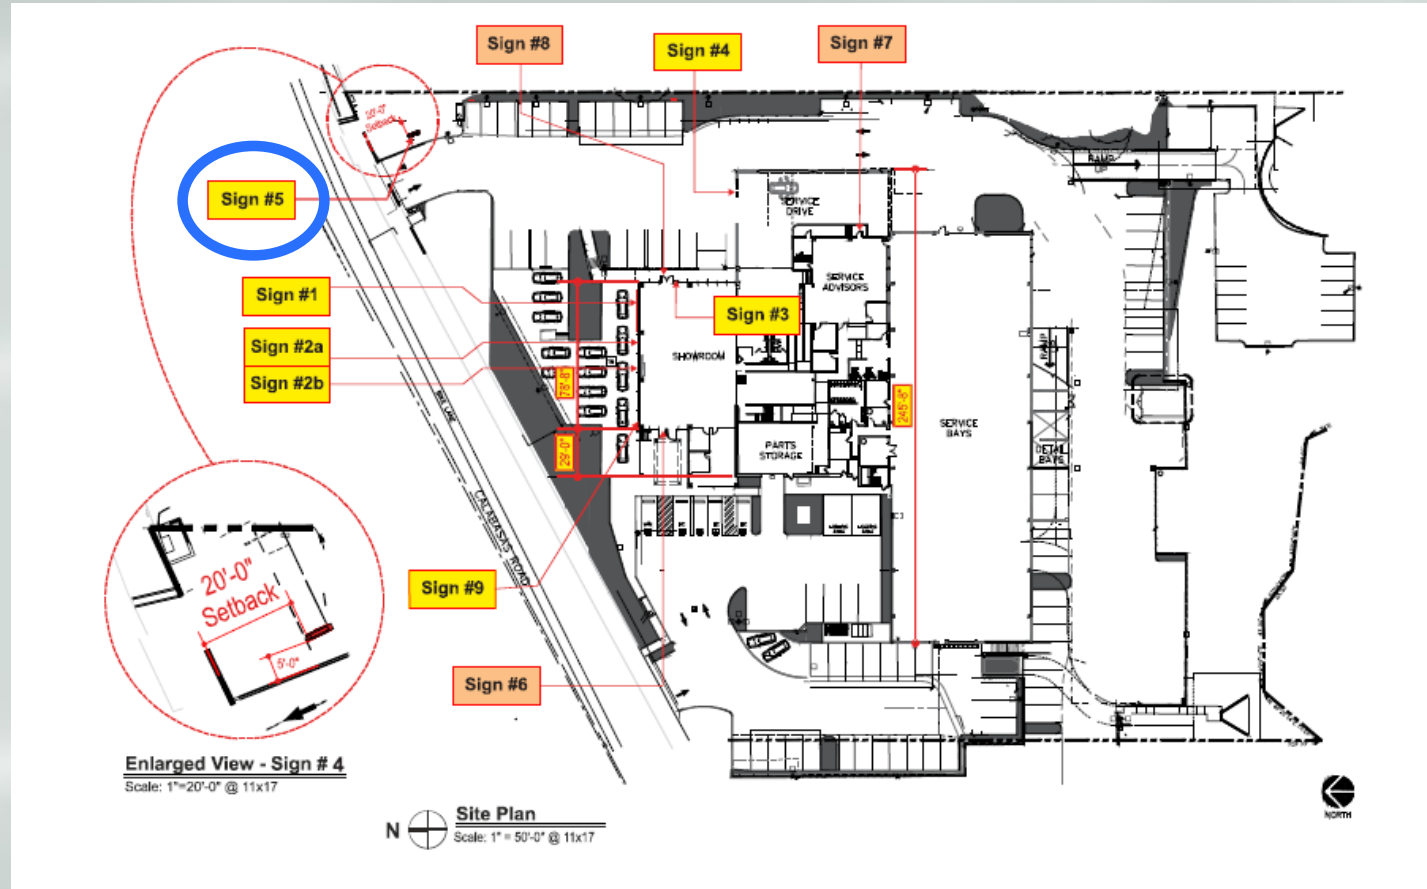 Sign #8
Sign #4
Sign #7
20'-0"
Setback
Sign #5
RAMP
SERVICE
DRIVE
SERVICE
ADVISORS
Sign #1
Sign #3
Sign #2a
Sign #2b
SHOWROOM
RAMP
78'-8"
BIKE LANE
245'-8"
29'-0"
PARTS
STORAGE
SERVICE
BAYS
DETAIL
BAYS
CALABASAS ROAD
20'-0"
Setback
5'-0"
Sign #9
Sign #6
Enlarged View - Sign # 4
Scale: 1"=20'-0" @ 11x17
N
Site Plan
Scale: 1" = 50'-0" @ 11x17
NORTH